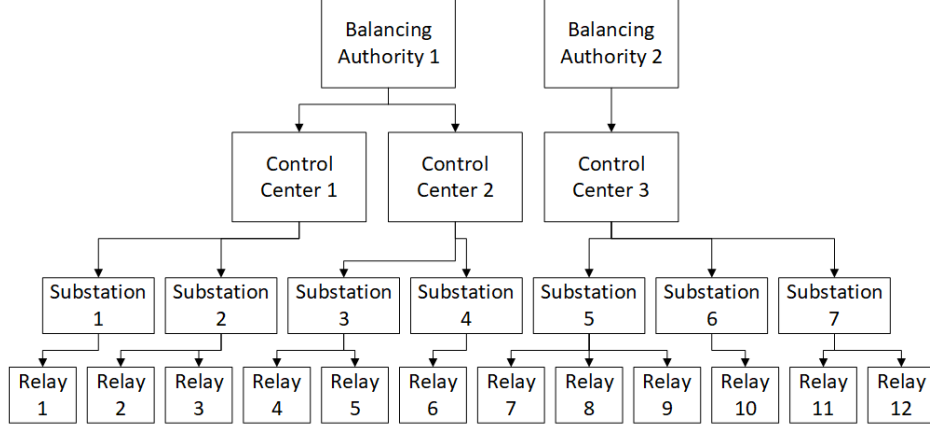 Balancing
Authority 1
Balancing
Authority 2
Control
Center 1
Control
Center 2
Control
Center 3
Substation
1
Substation
2
Substation
3
Substation
4
Substation
5
Substation
6
Substation
7
Relay
1
Relay
2
Relay
3
Relay
4
Relay
5
Relay
6
Relay
7
Relay
8
Relay
9
Relay
10
Relay
11
Relay
12